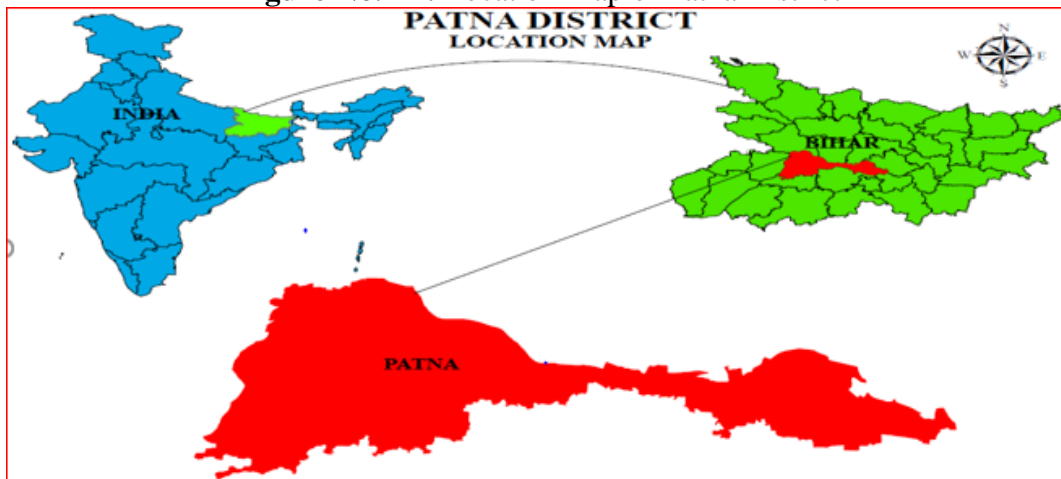 PATNA DISTRICT
LOCATION MAP
N
W E
S
INDIA
BIHAR
PATNA